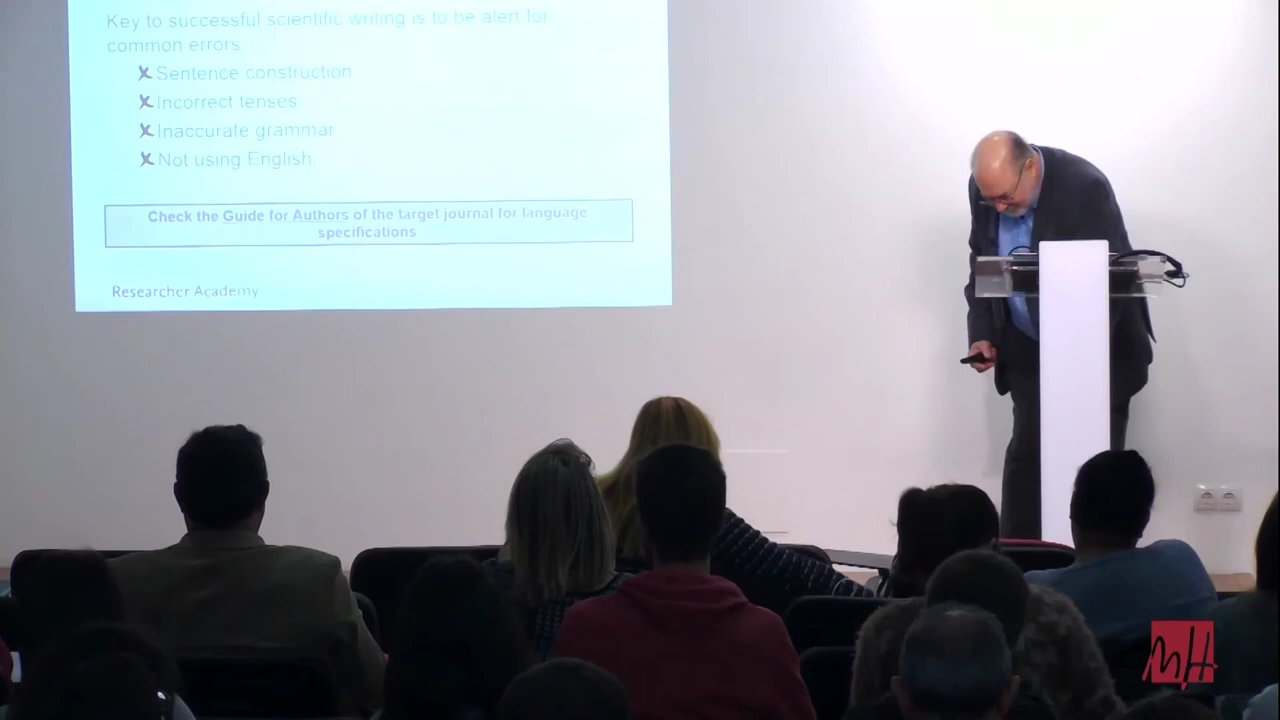 Key to successful scientific writing is to be alert for
common errors
Sentence construction
Incorrect tenses
Inaccurate grammar
Not using English
Check the Guide for Authors of the target journal for language
specifications
Researcher Academy
MH